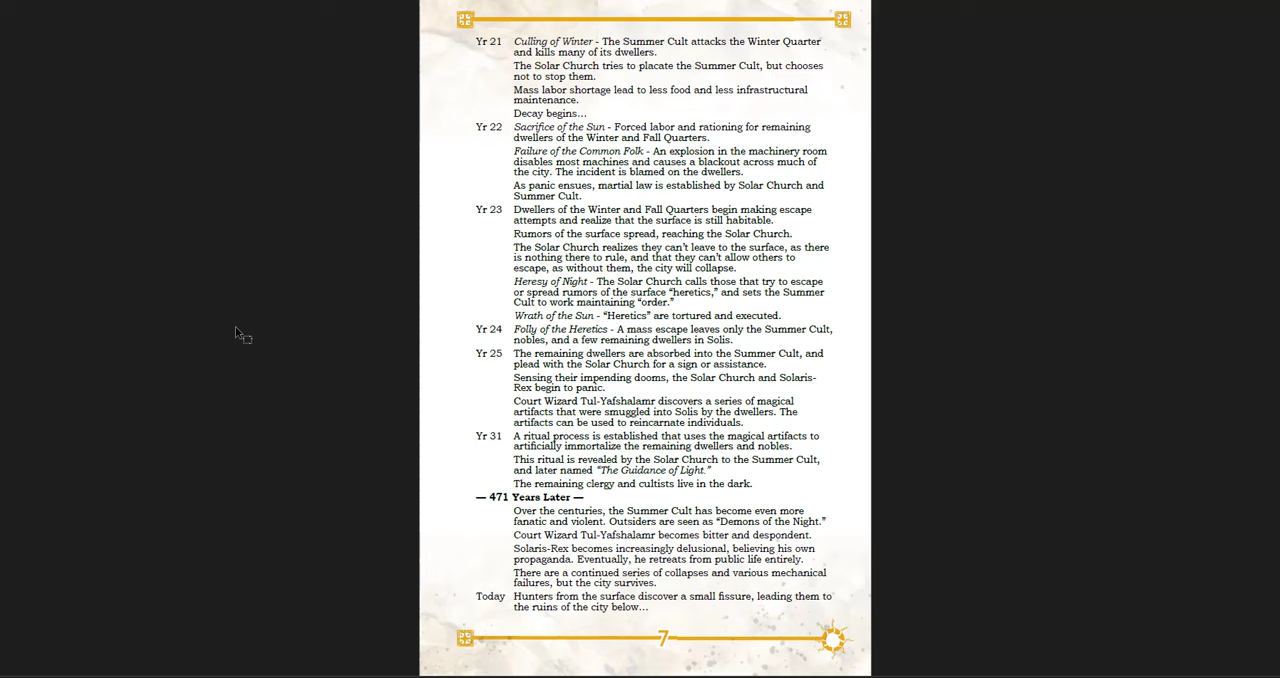 Yr 21 Culling of Winter - The Summer Cult attacks the Winter Quarter
and kills many of its dwellers.
The Solar Church tries to placate the Summer Cult, but chooses
not to stop them.
Mass labor shortage lead to less food and less infrastructural
maintenance.
Decay begins...
Yr 22 Sacrifice of the Sun - Forced labor and rationing for remaining
dwellers of the Winter and Fall Quarters.
Failure of the Common Folk - An explosion in the machinery room
disables most machines and causes a blackout across much of
the city. The incident is blamed on the dwellers.
As panic ensues, martial law is established by Solar Church and
Summer Cult.
Yr 23 Dwellers of the Winter and Fall Quarters begin making escape
attempts and realize that the surface is still habitable.
Rumors of the surface spread, reaching the Solar Church.
The Solar Church realizes they can't leave to the surface, as there
is nothing there to rule, and that they can't allow others to
escape, as without them, the city will collapse.
Heresy of Night - The Solar Church calls those that try to escape
or spread rumors of the surface “heretics,” and sets the Summer
Cult to work maintaining “order.”
Wrath of the Sun - “Heretics” are tortured and executed.
Yr 24 Folly of the Heretics - A mass escape leaves only the Summer Cult,
nobles, and a few remaining dwellers in Solis.
Yr 25 The remaining dwellers are absorbed into the Summer Cult, and
plead with the Solar Church for a sign or assistance.
Sensing their impending dooms, the Solar Church and Solaris-
Rex begin to panic.
Court Wizard Tul-Yafshalamr discovers a series of magical
artifacts that were smuggled into Solis by the dwellers. The
artifacts can be used to reincarnate individuals.
Yr 31 A ritual process is established that uses the magical artifacts to
artificially immortalize the remaining dwellers and nobles.
This ritual is revealed by the Solar Church to the Summer Cult,
and later named “The Guidance of Light.”
The remaining clergy and cultists live in the dark.
— 471 Years Later —
Over the centuries, the Summer Cult has become even more
fanatic and violent. Outsiders are seen as “Demons of the Night.”
Court Wizard Tul-Yafshalamr becomes bitter and despondent.
Solaris-Rex becomes increasingly delusional, believing his own
propaganda. Eventually, he retreats from public life entirely.
There are a continued series of collapses and various mechanical
failures, but the city survives.
Today Hunters from the surface discover a small fissure, leading them to
the ruins of the city below...
7